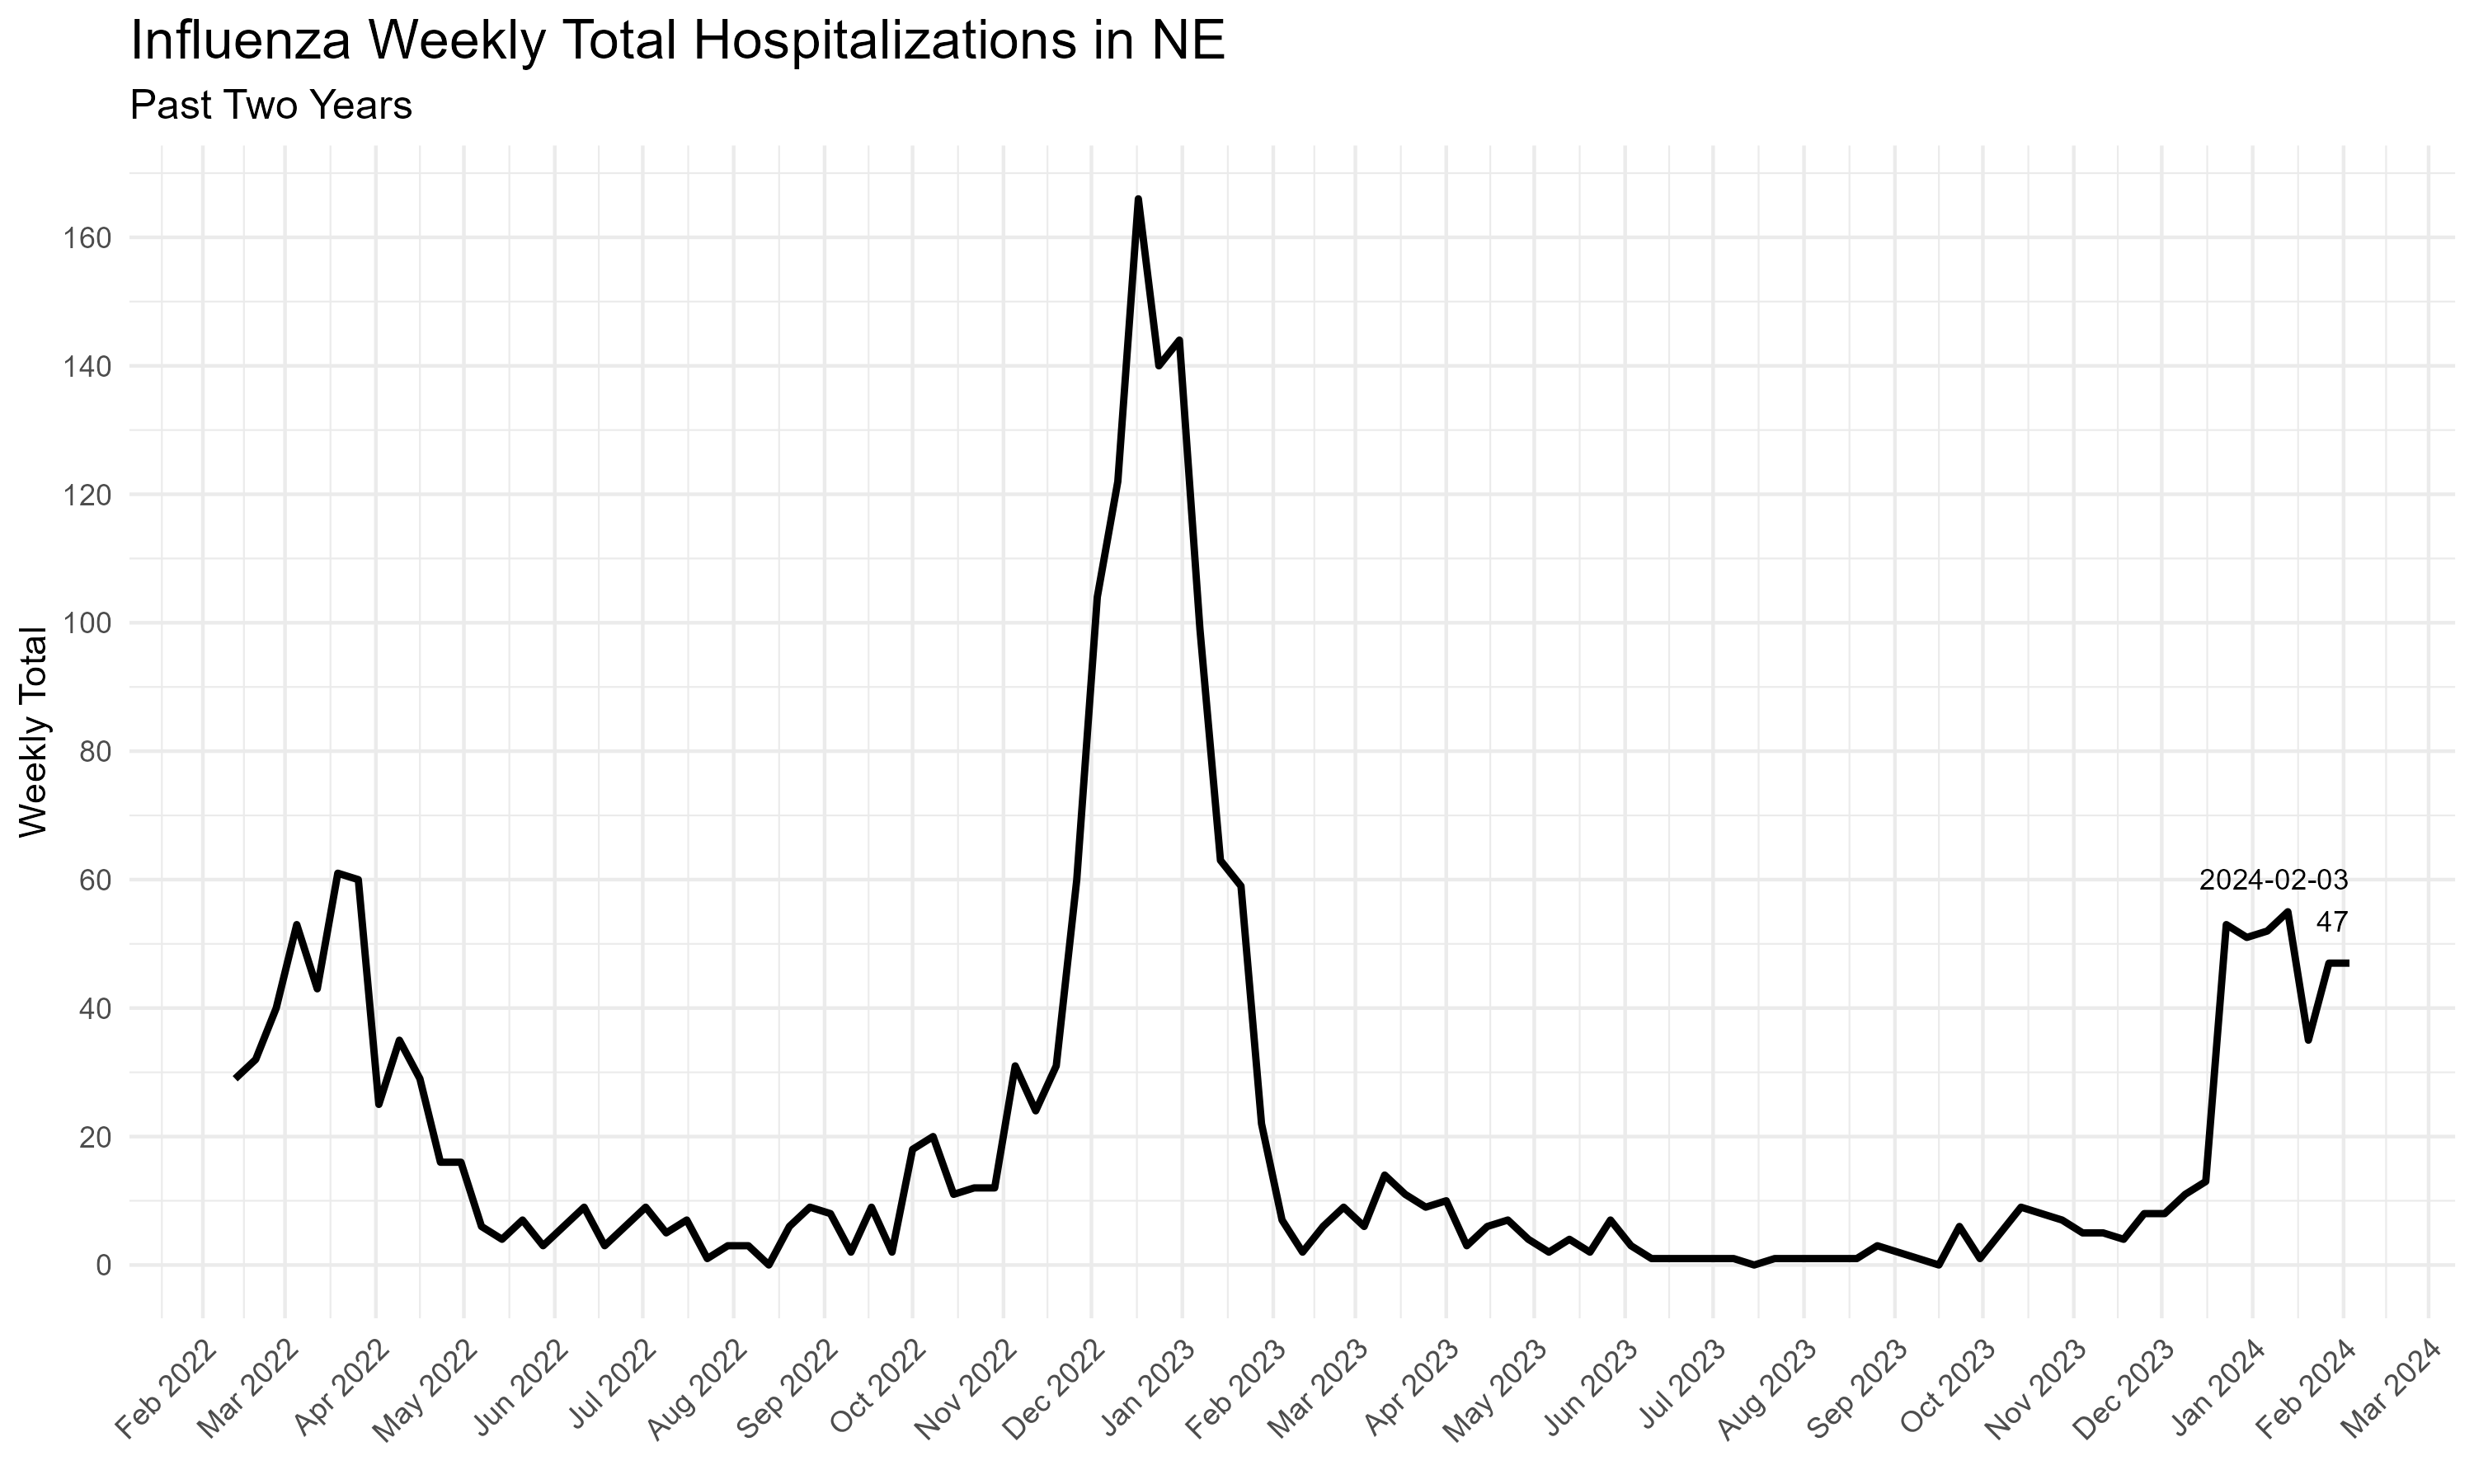 Influenza Weekly Total Hospitalizations in NE
Past Two Years
Weekly Total
160
140
120
100
80
60
40
20
0
2024-02-03
47
Feb 2022
Mar 2022
Apr 2022
May 2022
Jun 2022
Jul 2022
Aug 2022
Sep 2022
Oct 2022
Nov 2022
Dec 2022
Jan 2023
Feb 2023
Mar 2023
Apr 2023
May 2023
Jun 2023
Jul 2023
Aug 2023
Sep 2023
Oct 2023
Nov 2023
Dec 2023
Jan 2024
Feb 2024
Mar 2024